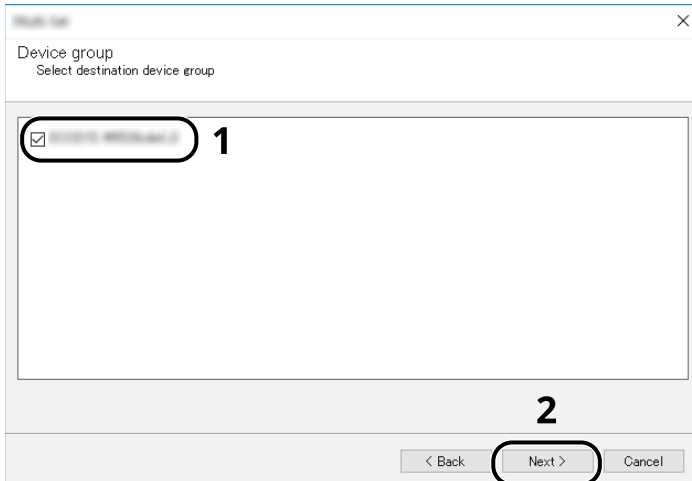 Device group
Select destination device group
1
2
< Back
Next >
Cancel